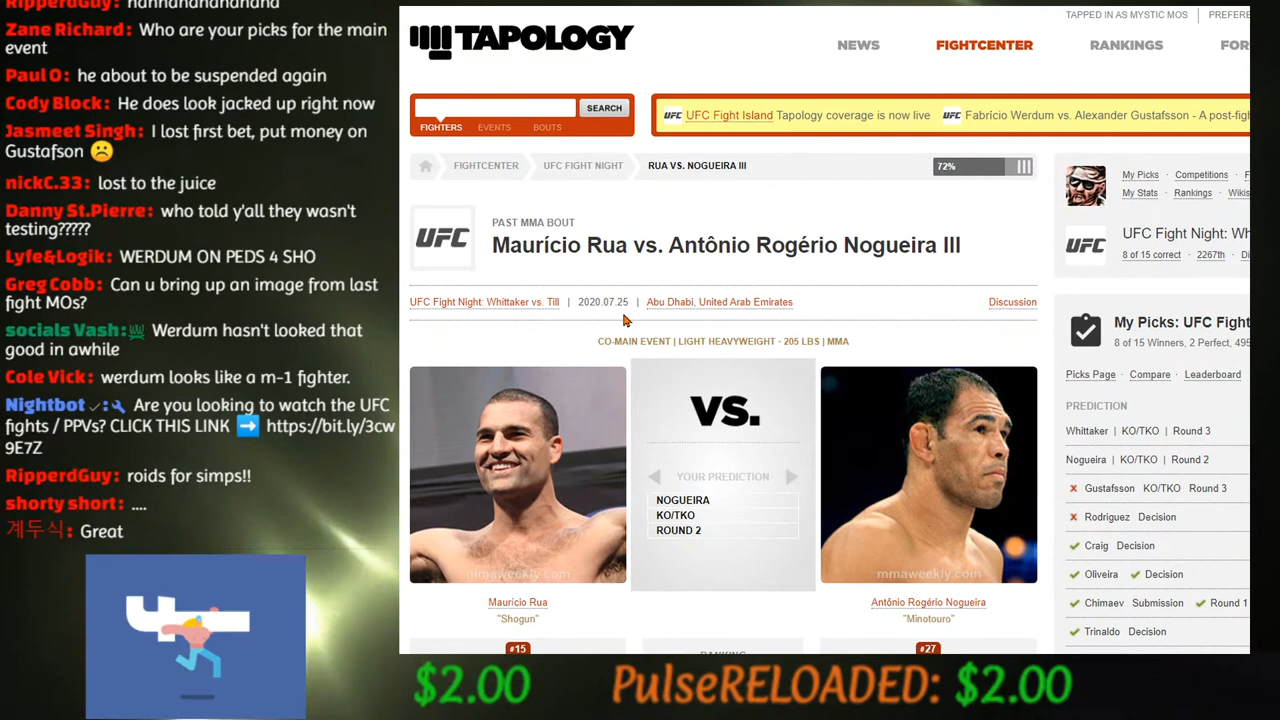 RipperdGuy: hahhahahahahaha
Zane Richard: Who are your picks for the main
event
Paul O: he about to be suspended again
Cody Block: He does look jacked up right now
Jasmeet Singh: I lost first bet, put money on
Gustafson ☹️
nickC.33: lost to the juice
Danny St.Pierre: who told y'all they wasn't
testing?????
Lyfe&Logik: WERDUM ON PEDS 4 SHO
Greg Cobb: Can u bring up an image from last
fight MOs?
socials Vash: Werdum hasn't looked that
good in awhile
Cole Vick: werdum looks like a m-1 fighter.
Nightbot ✓:🔧 Are you looking to watch the UFC
fights / PPVs? CLICK THIS LINK ➡️ https://bit.ly/3cw
9E7Z
RipperdGuy: roids for simps!!
shorty short: ....
계두식: Great
TAPPED IN AS MYSTIC MOS | PREFERE
TAPOLOGY
NEWS FIGHTCENTER RANKINGS FOR
SEARCH
FIGHTERS EVENTS BOUTS
UFC UFC Fight Island Tapology coverage is now live UFC Fabrício Werdum vs. Alexander Gustafsson - A post-fig
FIGHTCENTER UFC FIGHT NIGHT RUA VS. NOGUEIRA III 72%
UFC
PAST MMA BOUT
Maurício Rua vs. Antônio Rogério Nogueira III
UFC Fight Night: Whittaker vs. Till | 2020.07.25 | Abu Dhabi, United Arab Emirates Discussion
CO-MAIN EVENT | LIGHT HEAVYWEIGHT · 205 LBS | MMA
VS.
YOUR PREDICTION
NOGUEIRA
KO/TKO
ROUND 2
mmaweekly.com
mmaweekly.com
Maurício Rua
"Shogun"
Antônio Rogério Nogueira
"Minotouro"
#15
RANKING
#27
My Picks · Competitions · F
My Stats · Rankings · Wikis
UFC
UFC Fight Night: Wh
8 of 15 correct · 2267th · Di
My Picks: UFC Fight
8 of 15 Winners, 2 Perfect, 495
Picks Page · Compare · Leaderboard
PREDICTION
Whittaker | KO/TKO | Round 3
Nogueira | KO/TKO | Round 2
✗ Gustafsson KO/TKO Round 3
✗ Rodriguez Decision
✓ Craig Decision
✓ Oliveira ✓ Decision
✓ Chimaev Submission ✓ Round 1
✓ Trinaldo Decision
$2.00 PulseRELOADED: $2.00